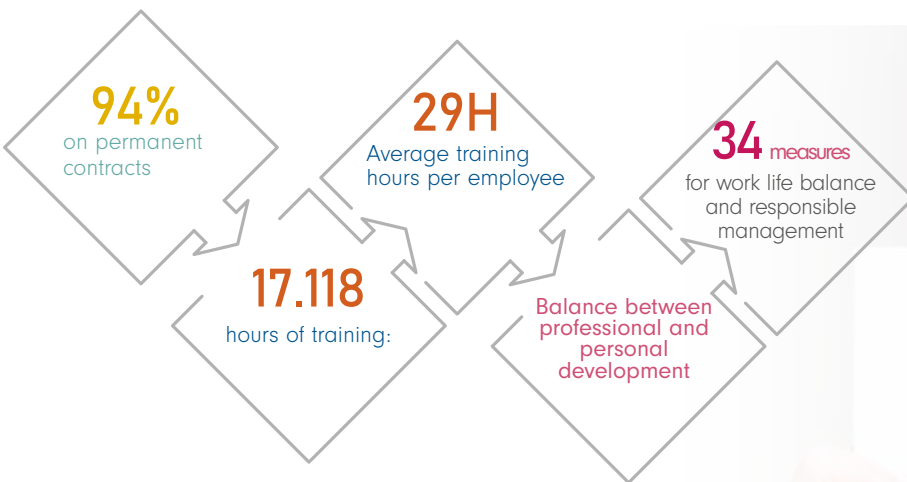 94%
on permanent
contracts
17.118
hours of training:
29H
Average training
hours per employee
Balance between
professional and
personal
development
34 measures
for work life balance
and responsible
management